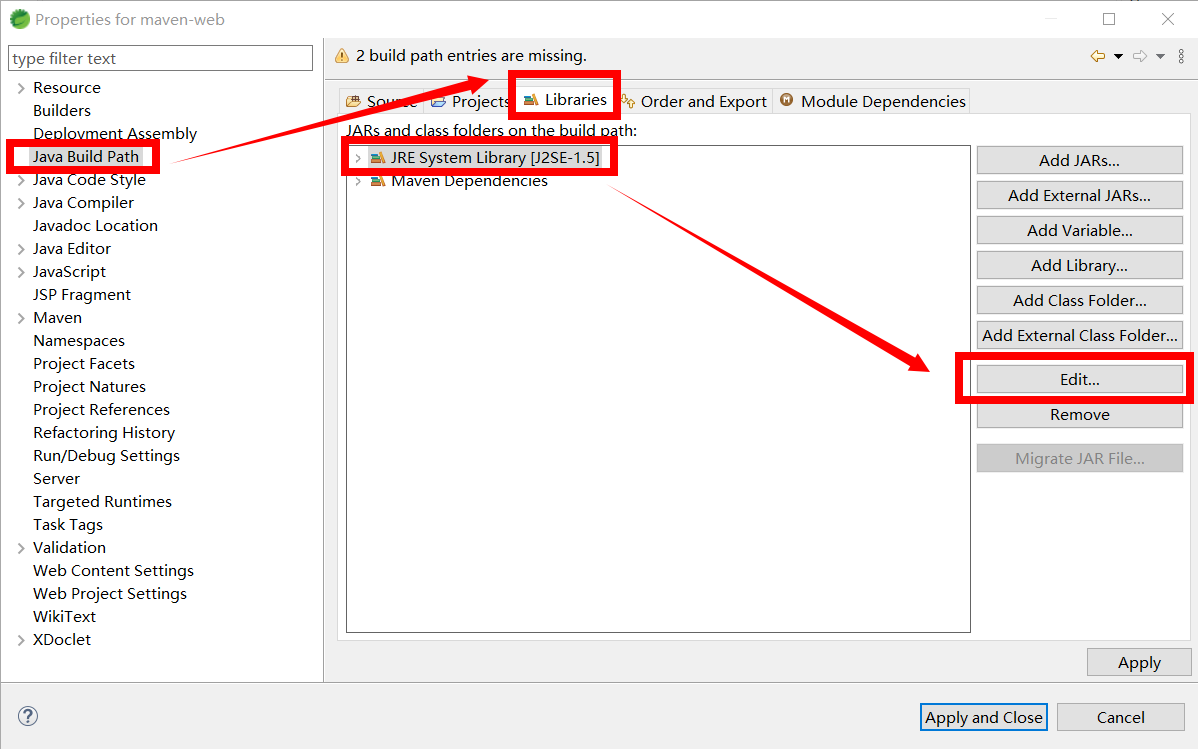 Properties for maven-web
type filter text
Resource
Builders
Deployment Assembly
Java Build Path
Java Code Style
Java Compiler
Javadoc Location
Java Editor
JavaScript
JSP Fragment
Maven
Namespaces
Project Facets
Project Natures
Project References
Refactoring History
Run/Debug Settings
Server
Targeted Runtimes
Task Tags
Validation
Web Content Settings
Web Project Settings
WikiText
XDoclet
2 build path entries are missing.
Source Projects Libraries Order and Export Module Dependencies
JARs and class folders on the build path:
JRE System Library [J2SE-1.5]
Maven Dependencies
Add JARs...
Add External JARs...
Add Variable...
Add Library...
Add Class Folder...
Add External Class Folder...
Edit...
Remove
Migrate JAR File...
Apply
Apply and Close Cancel